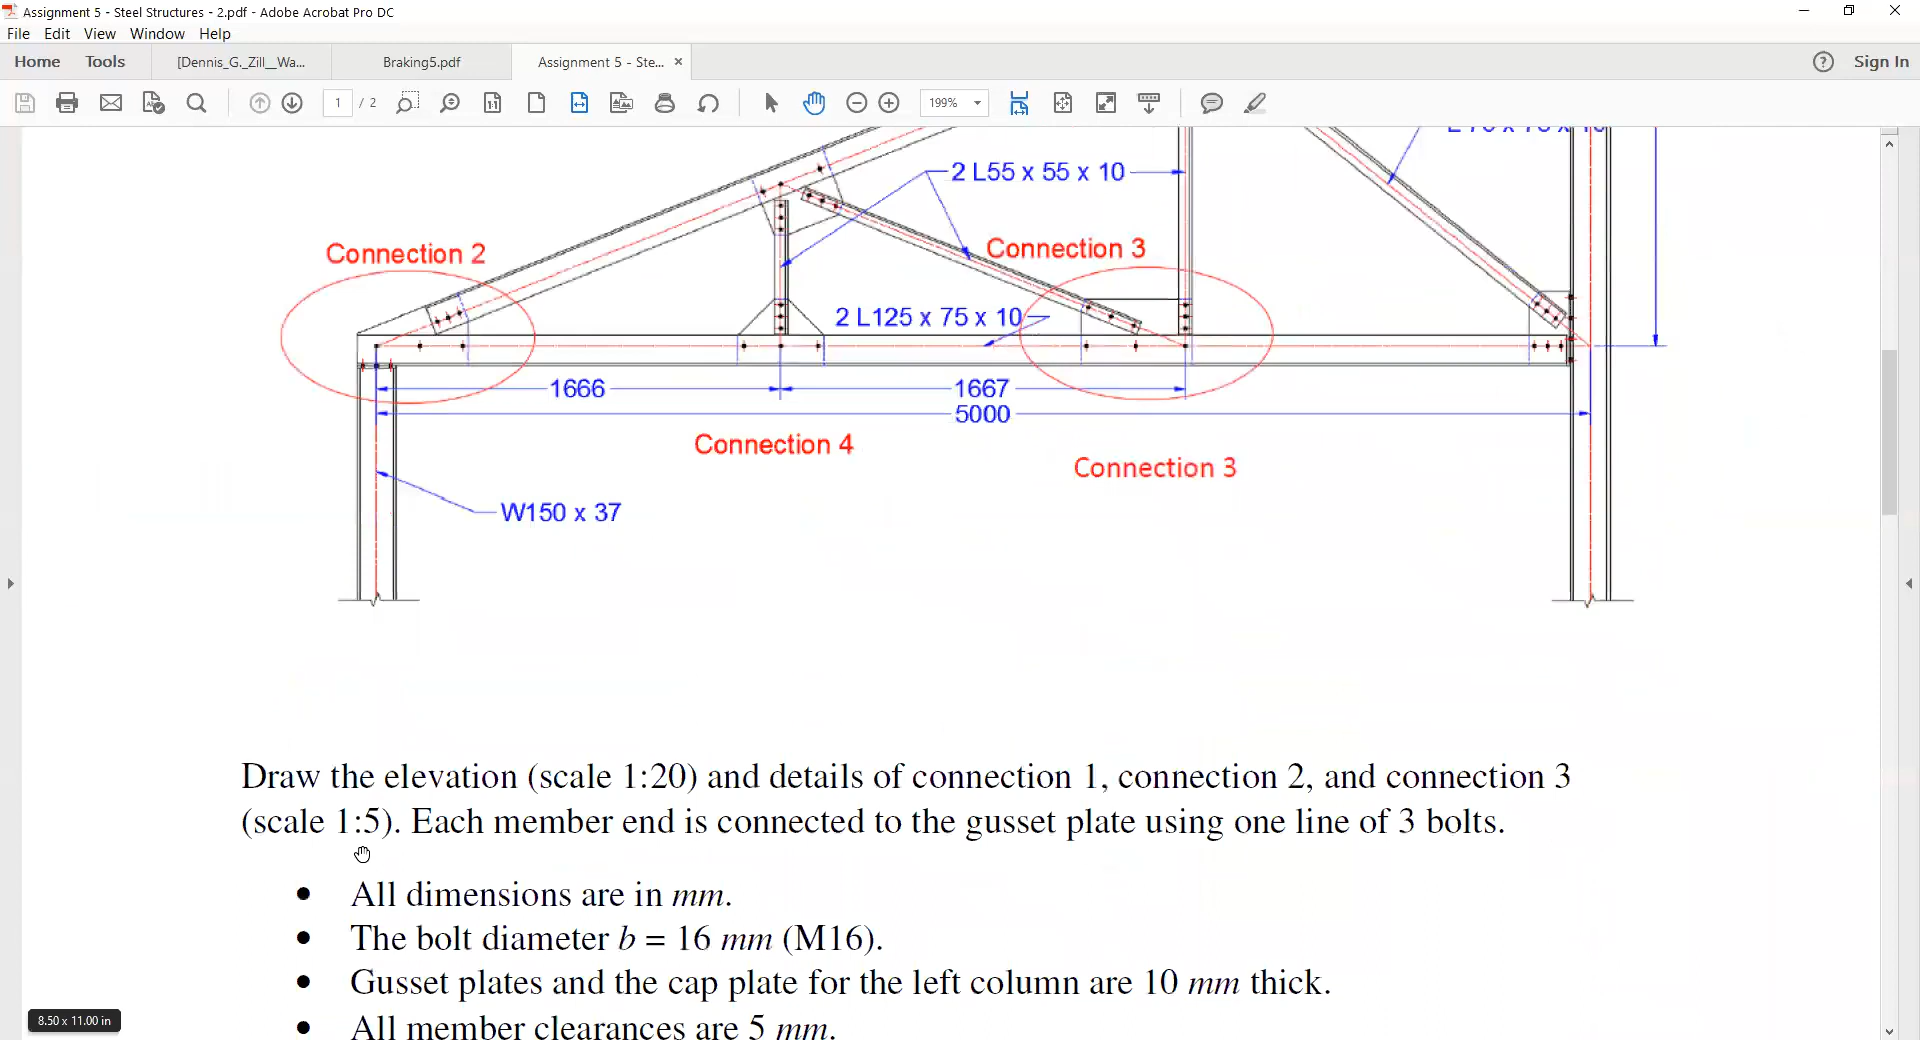 Assignment 5 - Steel Structures - 2.pdf - Adobe Acrobat Pro DC
File Edit View Window Help
Home Tools [Dennis_G._Zill__Wa... Braking5.pdf Assignment 5 - Ste... × Sign In
1 / 2 199%
2 L55 x 55 x 10
Connection 2
Connection 3
2 L125 x 75 x 10
1666 1667
5000
Connection 4
Connection 3
W150 x 37
Draw the elevation (scale 1:20) and details of connection 1, connection 2, and connection 3
(scale 1:5). Each member end is connected to the gusset plate using one line of 3 bolts.
• All dimensions are in mm.
• The bolt diameter b = 16 mm (M16).
• Gusset plates and the cap plate for the left column are 10 mm thick.
• All member clearances are 5 mm.
8.50 x 11.00 in